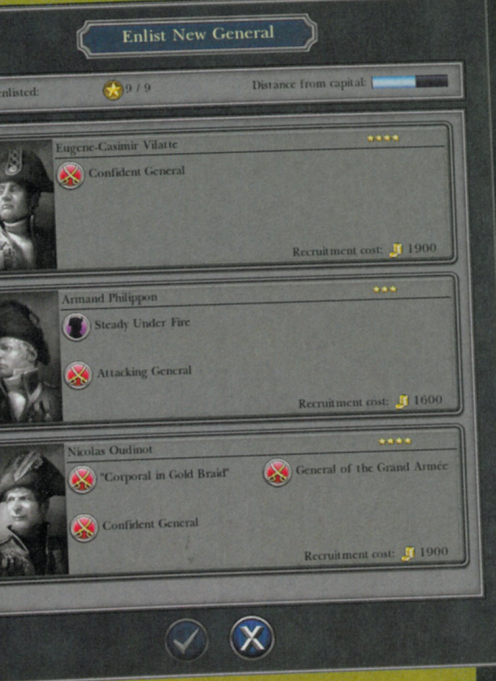 Enlist New General
nlisted: 9 / 9 Distance from capital:
Eugene-Casimir Vilatte
Confident General
Recruitment cost: 1900
Armand Philippon
Steady Under Fire
Attacking General
Recruitment cost: 1600
Nicolas Oudinot
"Corporal in Gold Braid" General of the Grand Armée
Confident General
Recruitment cost: 1900